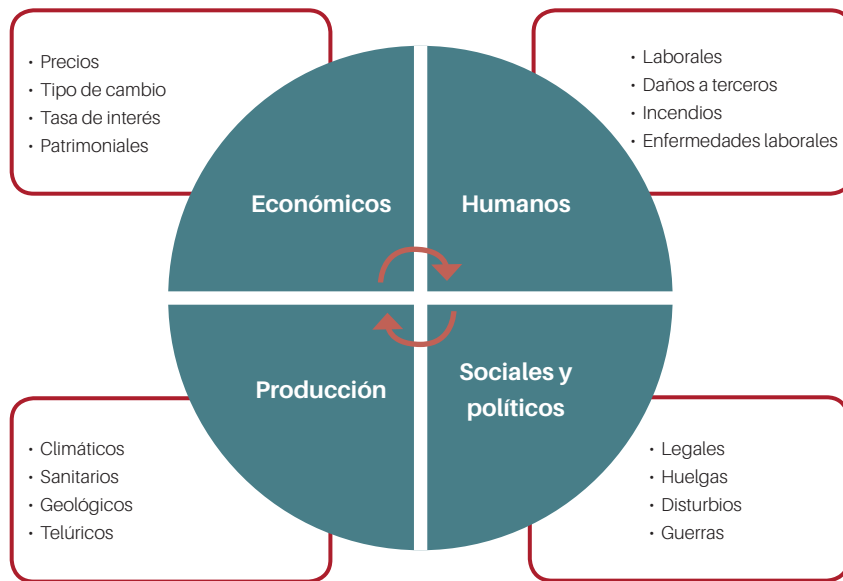 • Precios
• Tipo de cambio
• Tasa de interés
• Patrimoniales
• Laborales
• Daños a terceros
• Incendios
• Enfermedades laborales
Económicos
Humanos
Producción
Sociales y
políticos
• Climáticos
• Sanitarios
• Geológicos
• Telúricos
• Legales
• Huelgas
• Disturbios
• Guerras